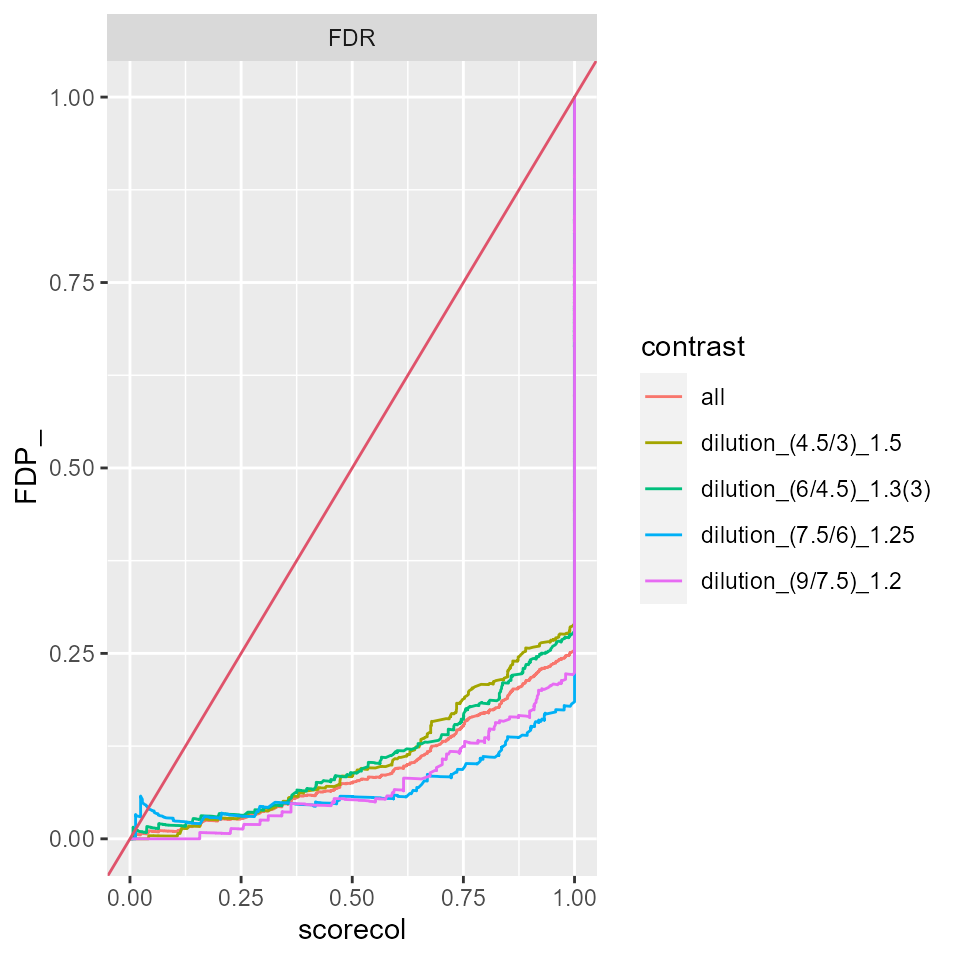 FDR
1.00
0.75
0.50
0.25
0.00
FDP_
0.00 0.25 0.50 0.75 1.00
scorecol
contrast
all
dilution_(4.5/3)_1.5
dilution_(6/4.5)_1.3(3)
dilution_(7.5/6)_1.25
dilution_(9/7.5)_1.2